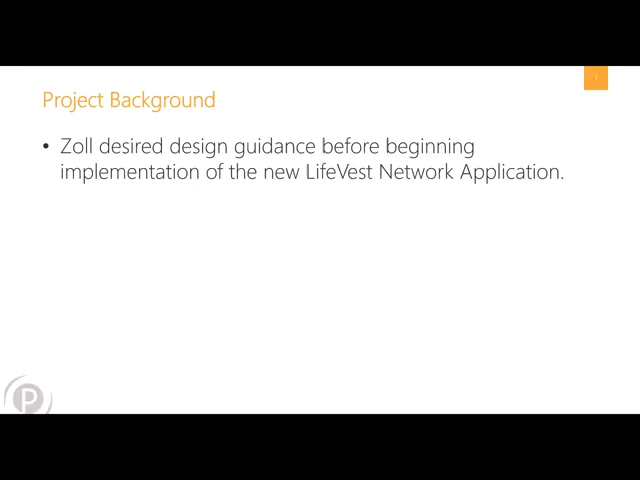 Project Background
• Zoll desired design guidance before beginning
implementation of the new LifeVest Network Application.
P